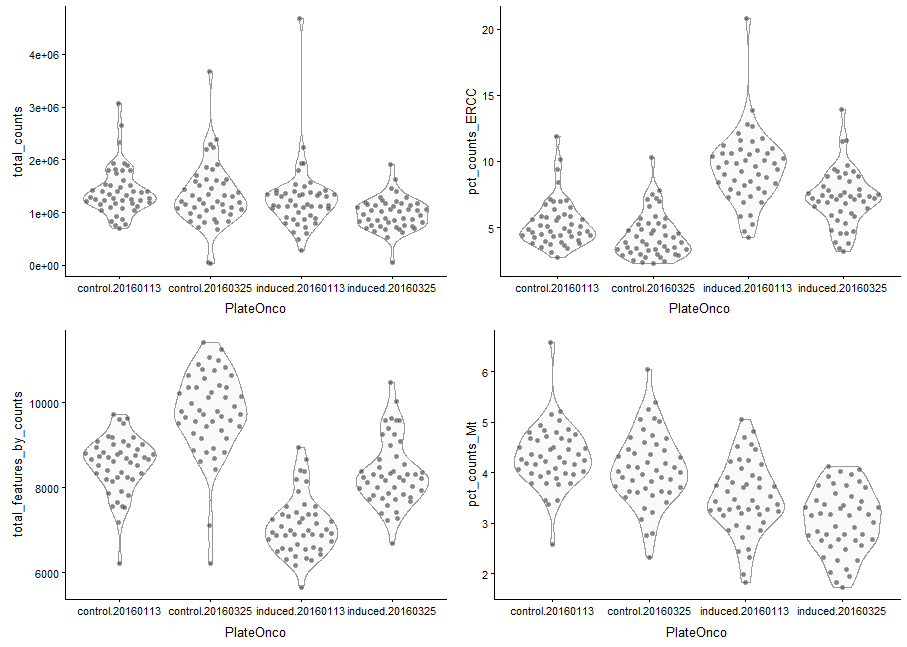 total_counts
4e+06
3e+06
2e+06
1e+06
0e+00
control.20160113 control.20160325 induced.20160113 induced.20160325
PlateOnco
pct_counts_ERCC
20
15
10
5
control.20160113 control.20160325 induced.20160113 induced.20160325
PlateOnco
total_features_by_counts
10000
8000
6000
control.20160113 control.20160325 induced.20160113 induced.20160325
PlateOnco
pct_counts_Mt
6
5
4
3
2
control.20160113 control.20160325 induced.20160113 induced.20160325
PlateOnco